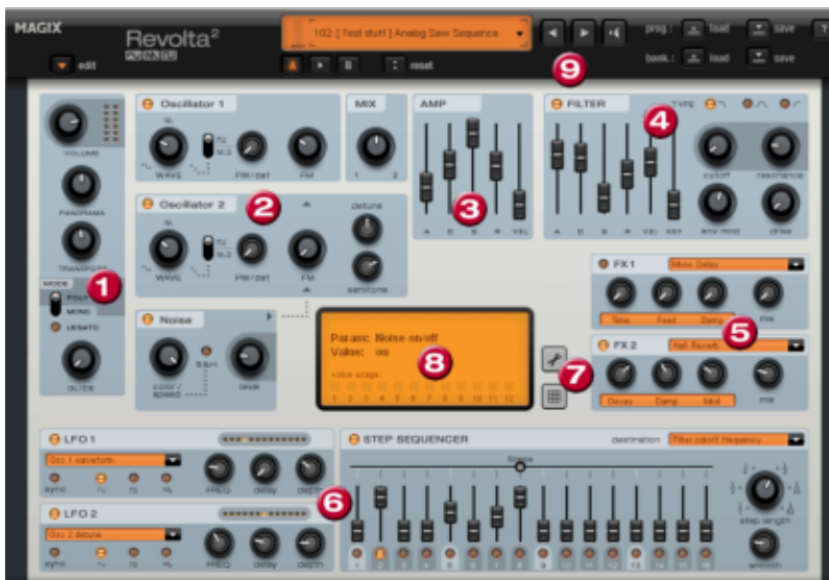 MAGIX
Revolta²
102: [ Test stuff ] Analog Saw Sequence
prog.: load save ?
bank.: load save
edit
A B reset
9
VOLUME
PANORAMA
TRANSPOSE
MODE
1
POLY
MONO
LEGATO
GLIDE
Oscillator 1
WAVE PW/det FM
MIX
1 2
Oscillator 2
2
detune
WAVE PW/det FM
semitone
AMP
3
A D S R VEL
FILTER TYPE
4
cutoff resonance
A D S R VEL KEY env mod drive
Noise
S&H
color/
speed
level
Param: Noise on/off
Value: on
8
voice usage:
1 2 3 4 5 6 7 8 9 10 11 12
7
FX 1 Mono Delay
Time Feed Damp MIX
5
FX 2 Hall Reverb
Decay Damp Mod MIX
LFO 1
Osc 1 waveform
sync FREQ delay depth
6
LFO 2
Osc 2 detune
sync FREQ delay depth
STEP SEQUENCER destination Filter cutoff frequency
Steps
step length
1 2 3 4 5 6 7 8 9 10 11 12 13 14 15 16
smooth